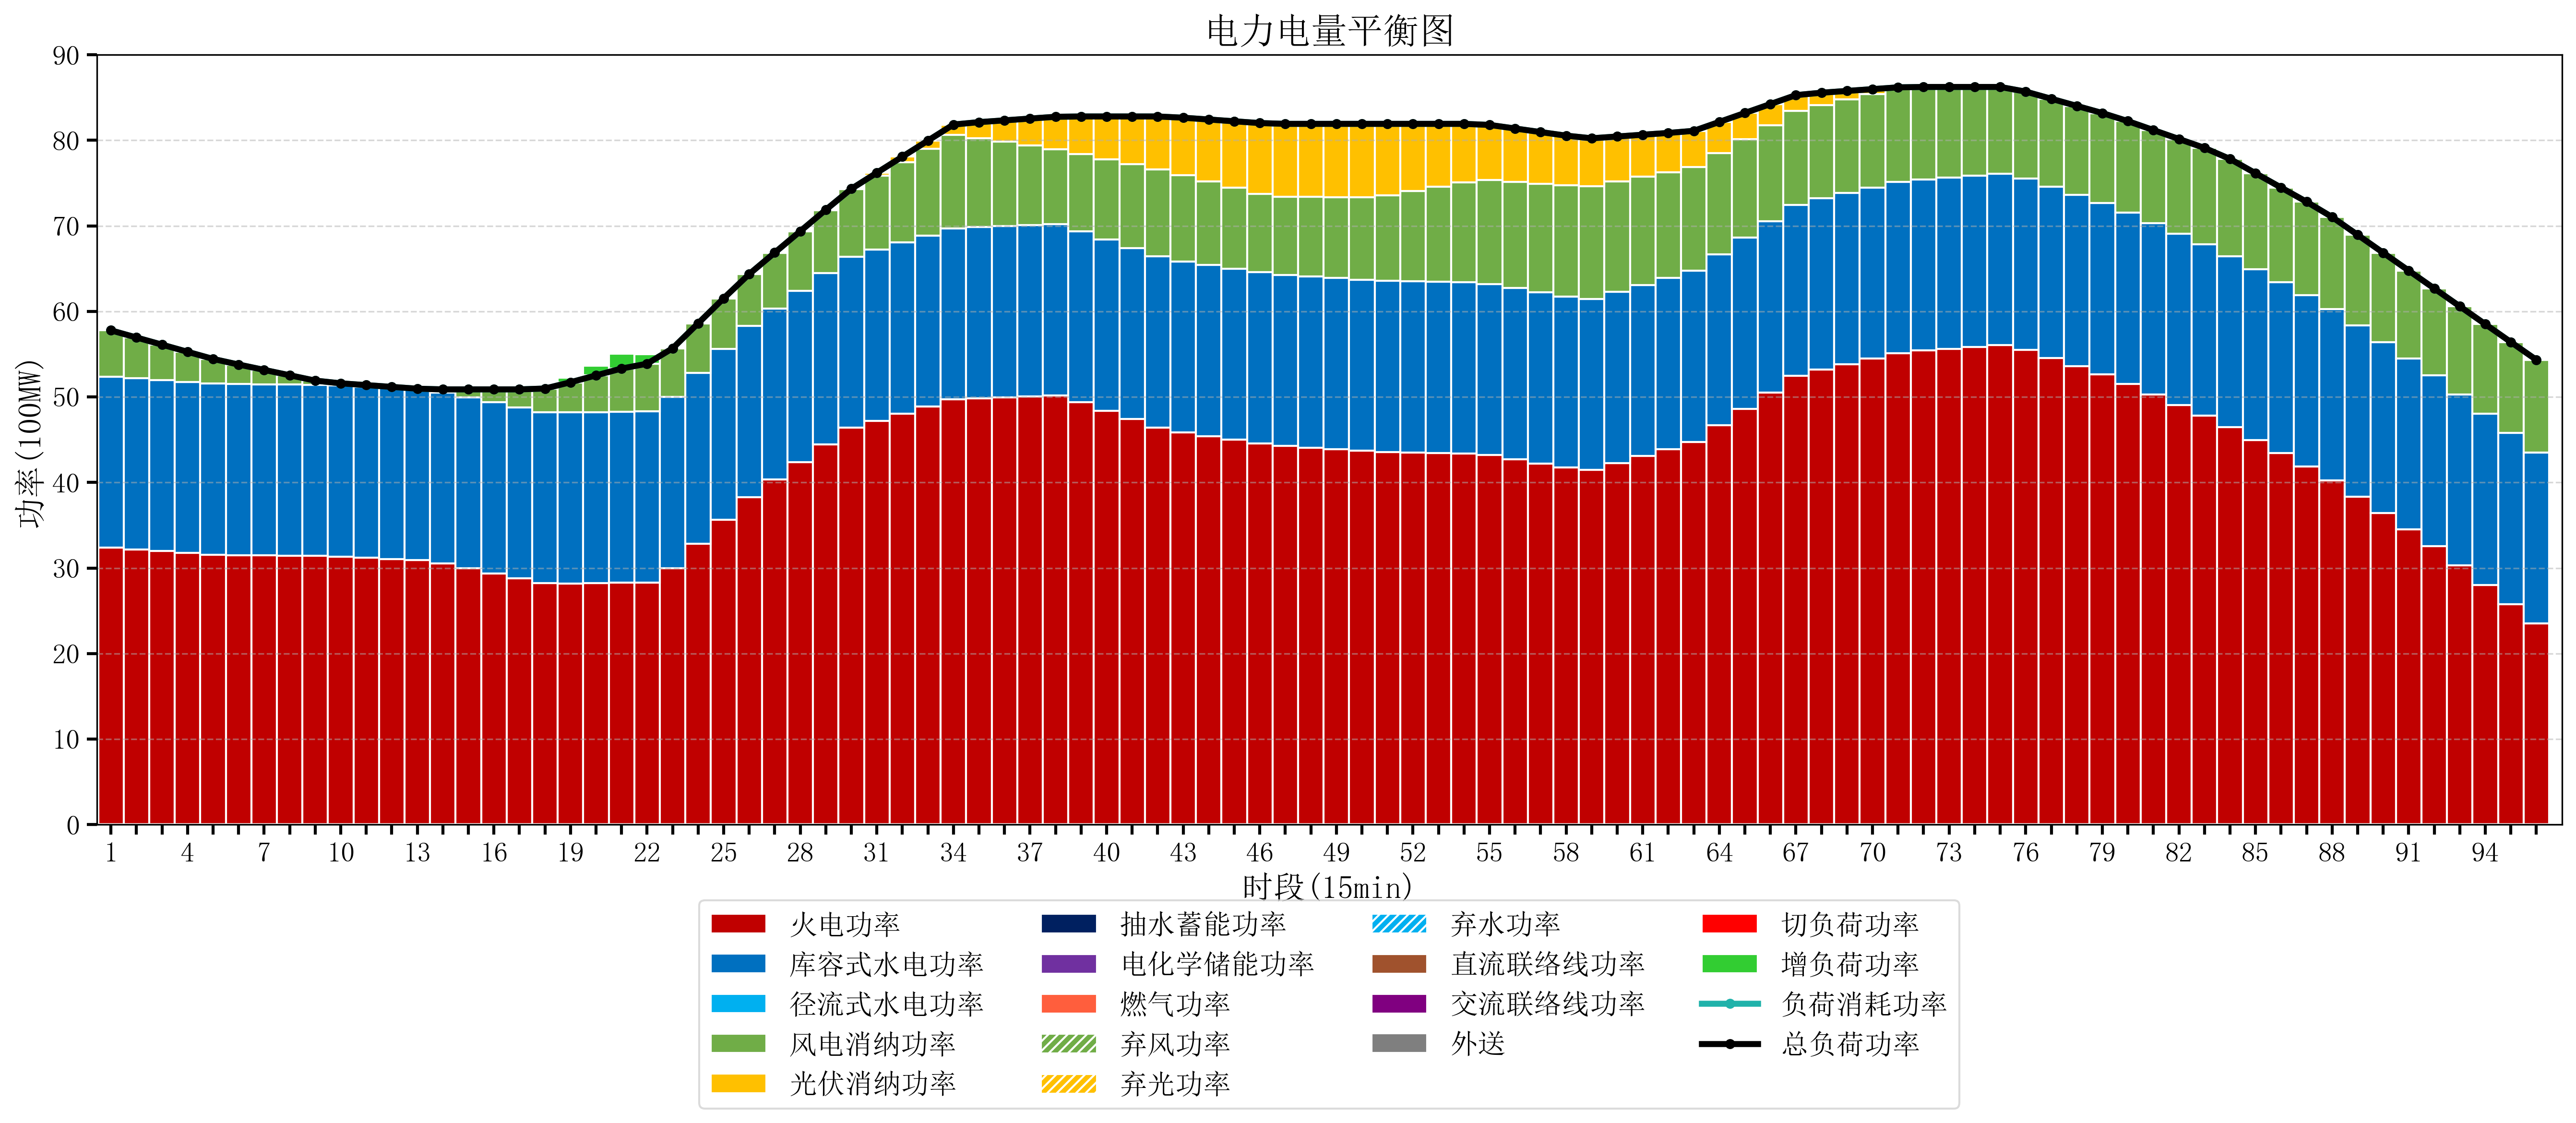 电力电量平衡图
功率(100MW)
90
80
70
60
50
40
30
20
10
0
1 4 7 10 13 16 19 22 25 28 31 34 37 40 43 46 49 52 55 58 61 64 67 70 73 76 79 82 85 88 91 94
时段(15min)
火电功率 抽水蓄能功率 弃水功率 切负荷功率
库容式水电功率 电化学储能功率 直流联络线功率 增负荷功率
径流式水电功率 燃气功率 交流联络线功率 负荷消耗功率
风电消纳功率 弃风功率 外送 总负荷功率
光伏消纳功率 弃光功率